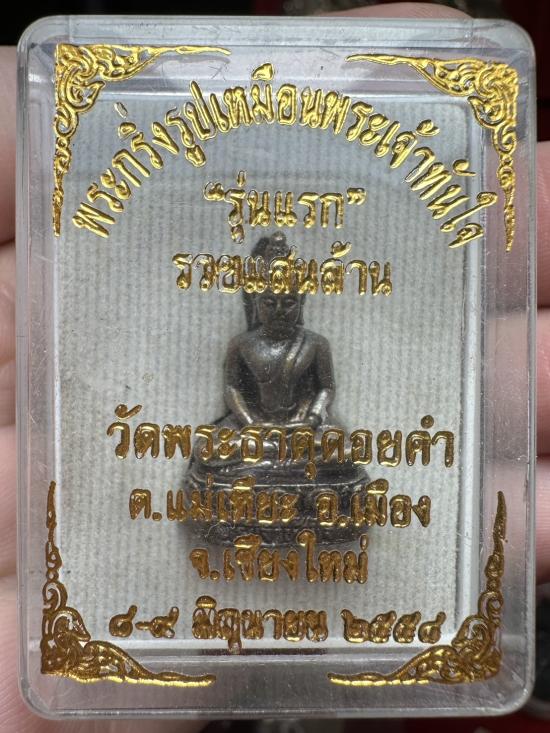 พระกริ่งรูปเหมือนพระเจ้าทันใจ
"รุ่นแรก"
รวยแสนล้าน
วัดพระธาตุดอยคำ
ต.แม่เหียะ อ.เมือง
จ.เชียงใหม่
๘-๙ มิถุนายน ๒๕๕๘